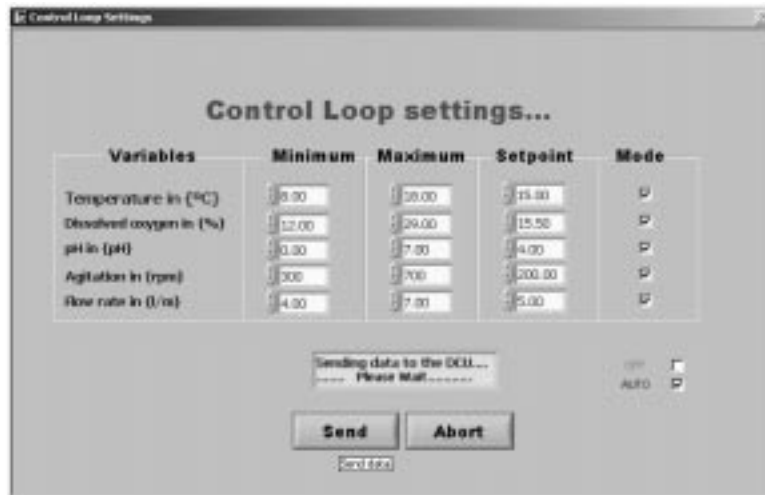 Control Loop Settings
Control Loop settings...
Variables Minimum Maximum Setpoint Mode
Temperature in (ºC) 8.00 18.00 15.00
Dissolved oxygen in (%) 12.00 29.00 15.50
pH in (pH) 0.00 7.00 4.00
Agitation in (rpm) 300 700 200.00
Flow rate in (l/m) 4.00 7.00 5.00
Sending data to the DCU...
...... Please Wait.........
AUTO
Send Abort
Send data